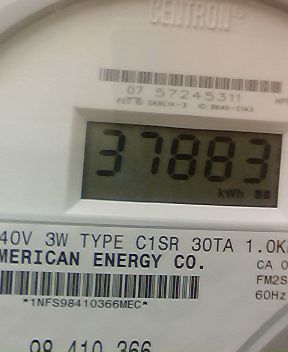 CENTRON®
07 57245311
37883
kWh
40V 3W TYPE C1SR 30TA 1.0K
MERICAN ENERGY CO.
CA 0
FM2S
60Hz
*1NFS98410366MEC*
98 410 366